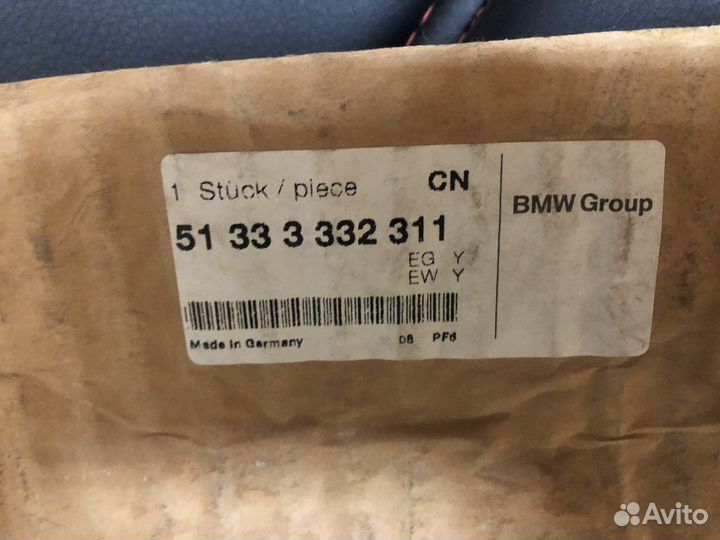 1 Stück / piece CN
51 33 3 332 311
EG Y
EW Y
Made in Germany 08 PF6
BMW Group
Avito